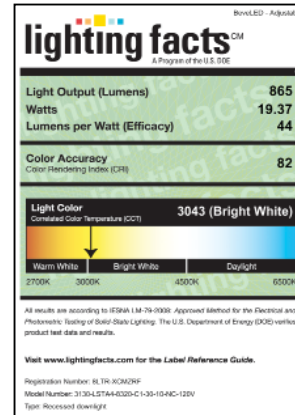 BeveLED - Adjustab
lighting facts CM
A Program of the U.S. DOE
Light Output (Lumens) 865
Watts 19.37
Lumens per Watt (Efficacy) 44
Color Accuracy 82
Color Rendering Index (CRI)
Light Color 3043 (Bright White)
Correlated Color Temperature (CCT)
Warm White Bright White Daylight
2700K 3000K 4500K 6500K
All results are according to IESNA LM-79-2008: Approved Method for the Electrical and
Photometric Testing of Solid-State Lighting. The U.S. Department of Energy (DOE) verifies
product test data and results.
Visit www.lightingfacts.com for the Label Reference Guide.
Registration Number: 8LTR-XCMZRF
Model Number: 3130-LSTA4-8320-C1-30-10-NC-120V
Type: Recessed downlight